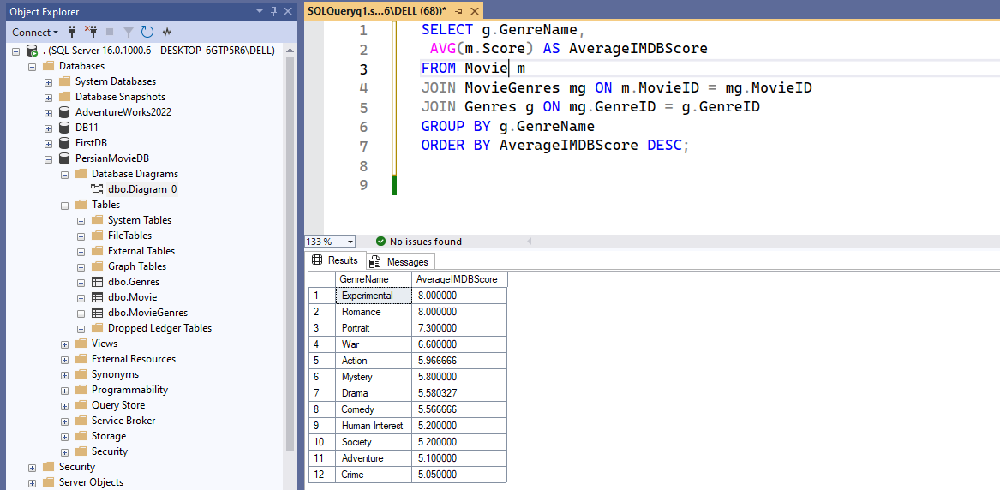 Object Explorer
Connect
. (SQL Server 16.0.1000.6 - DESKTOP-6GTP5R6\DELL)
Databases
System Databases
Database Snapshots
AdventureWorks2022
DB11
FirstDB
PersianMovieDB
Database Diagrams
dbo.Diagram_0
Tables
System Tables
FileTables
External Tables
Graph Tables
dbo.Genres
dbo.Movie
dbo.MovieGenres
Dropped Ledger Tables
Views
External Resources
Synonyms
Programmability
Query Store
Service Broker
Storage
Security
Security
Server Objects
SQLQueryq1.s...6\DELL (68))*
1 SELECT g.GenreName,
2 AVG(m.Score) AS AverageIMDBScore
3 FROM Movie m
4 JOIN MovieGenres mg ON m.MovieID = mg.MovieID
5 JOIN Genres g ON mg.GenreID = g.GenreID
6 GROUP BY g.GenreName
7 ORDER BY AverageIMDBScore DESC;
8
9
133 % No issues found
Results Messages
GenreName AverageIMDBScore
1 Experimental 8.000000
2 Romance 8.000000
3 Portrait 7.300000
4 War 6.600000
5 Action 5.966666
6 Mystery 5.800000
7 Drama 5.580327
8 Comedy 5.566666
9 Human Interest 5.200000
10 Society 5.200000
11 Adventure 5.100000
12 Crime 5.050000